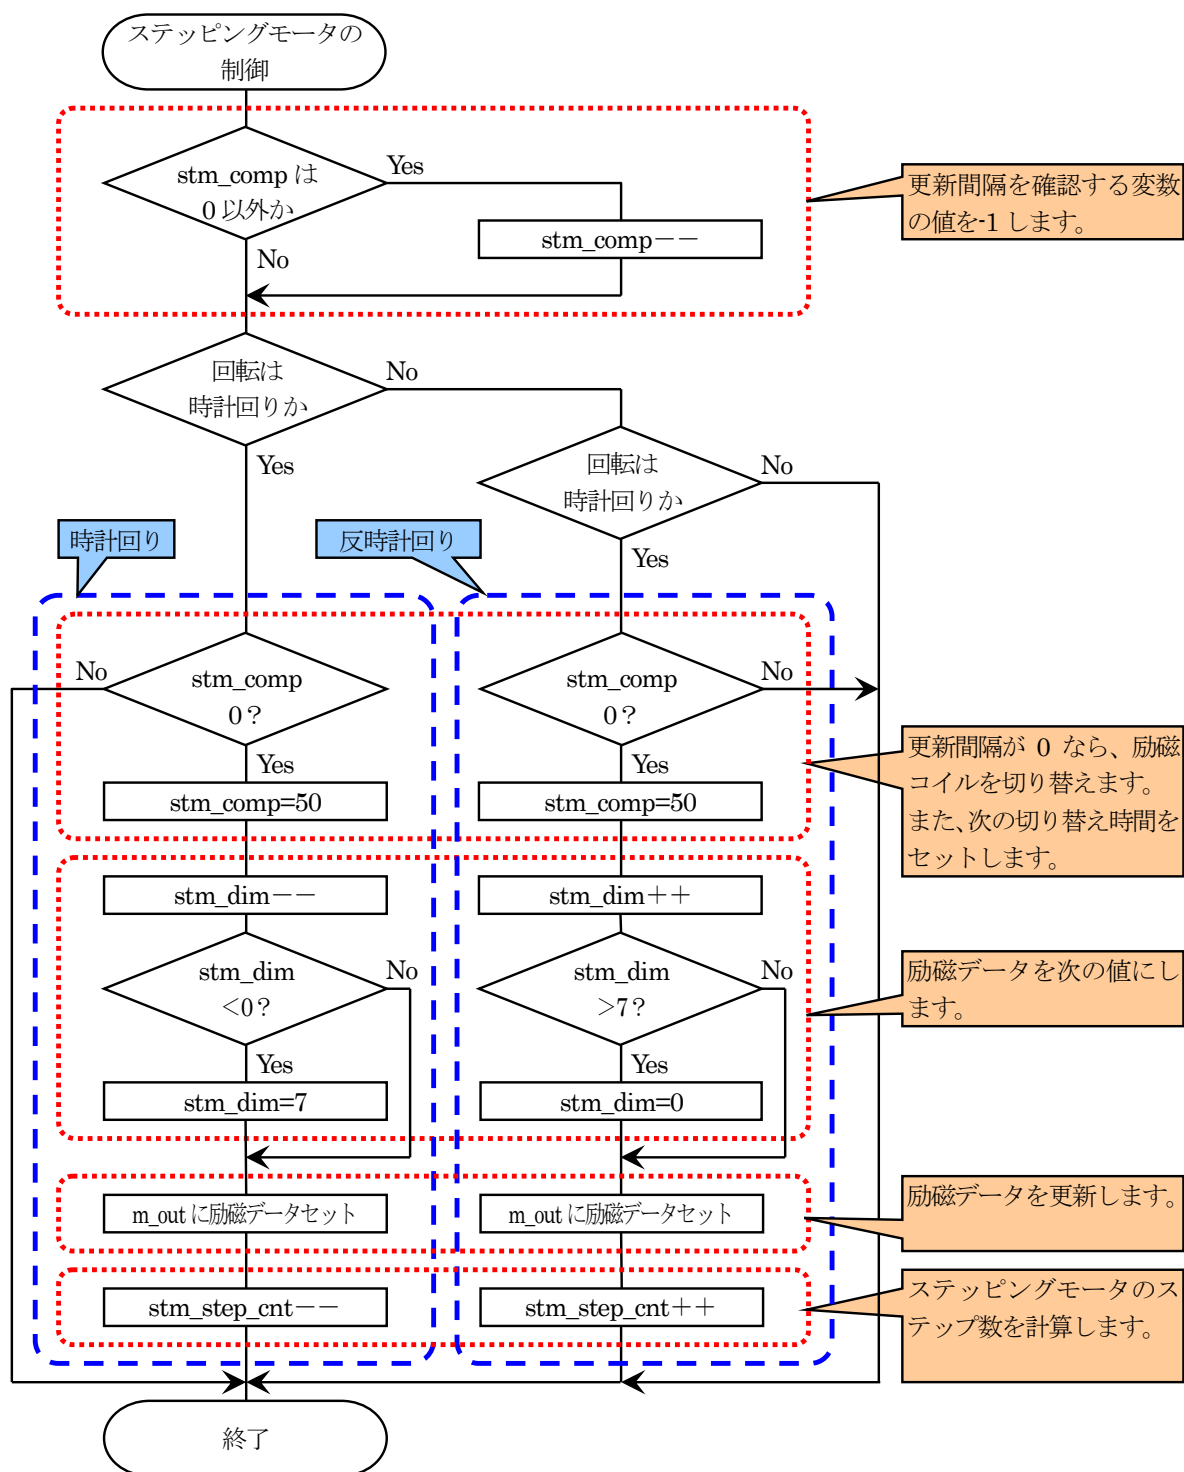 ステッピングモータの
制御
stm_comp は
0 以外か
Yes
stm_comp－－
No
更新間隔を確認する変数
の値を-1 します。
回転は
時計回りか
No
Yes
回転は
時計回りか
No
Yes
時計回り
反時計回り
No
stm_comp
0？
Yes
stm_comp=50
stm_comp
0？
No
Yes
stm_comp=50
更新間隔が 0 なら、励磁
コイルを切り替えます。
また、次の切り替え時間を
セットします。
stm_dim－－
stm_dim
<0？
No
Yes
stm_dim=7
stm_dim＋＋
stm_dim
>7？
No
Yes
stm_dim=0
励磁データを次の値にし
ます。
m_out に励磁データセット
m_out に励磁データセット
励磁データを更新します。
stm_step_cnt－－
stm_step_cnt＋＋
ステッピングモータのス
テップ数を計算します。
終了